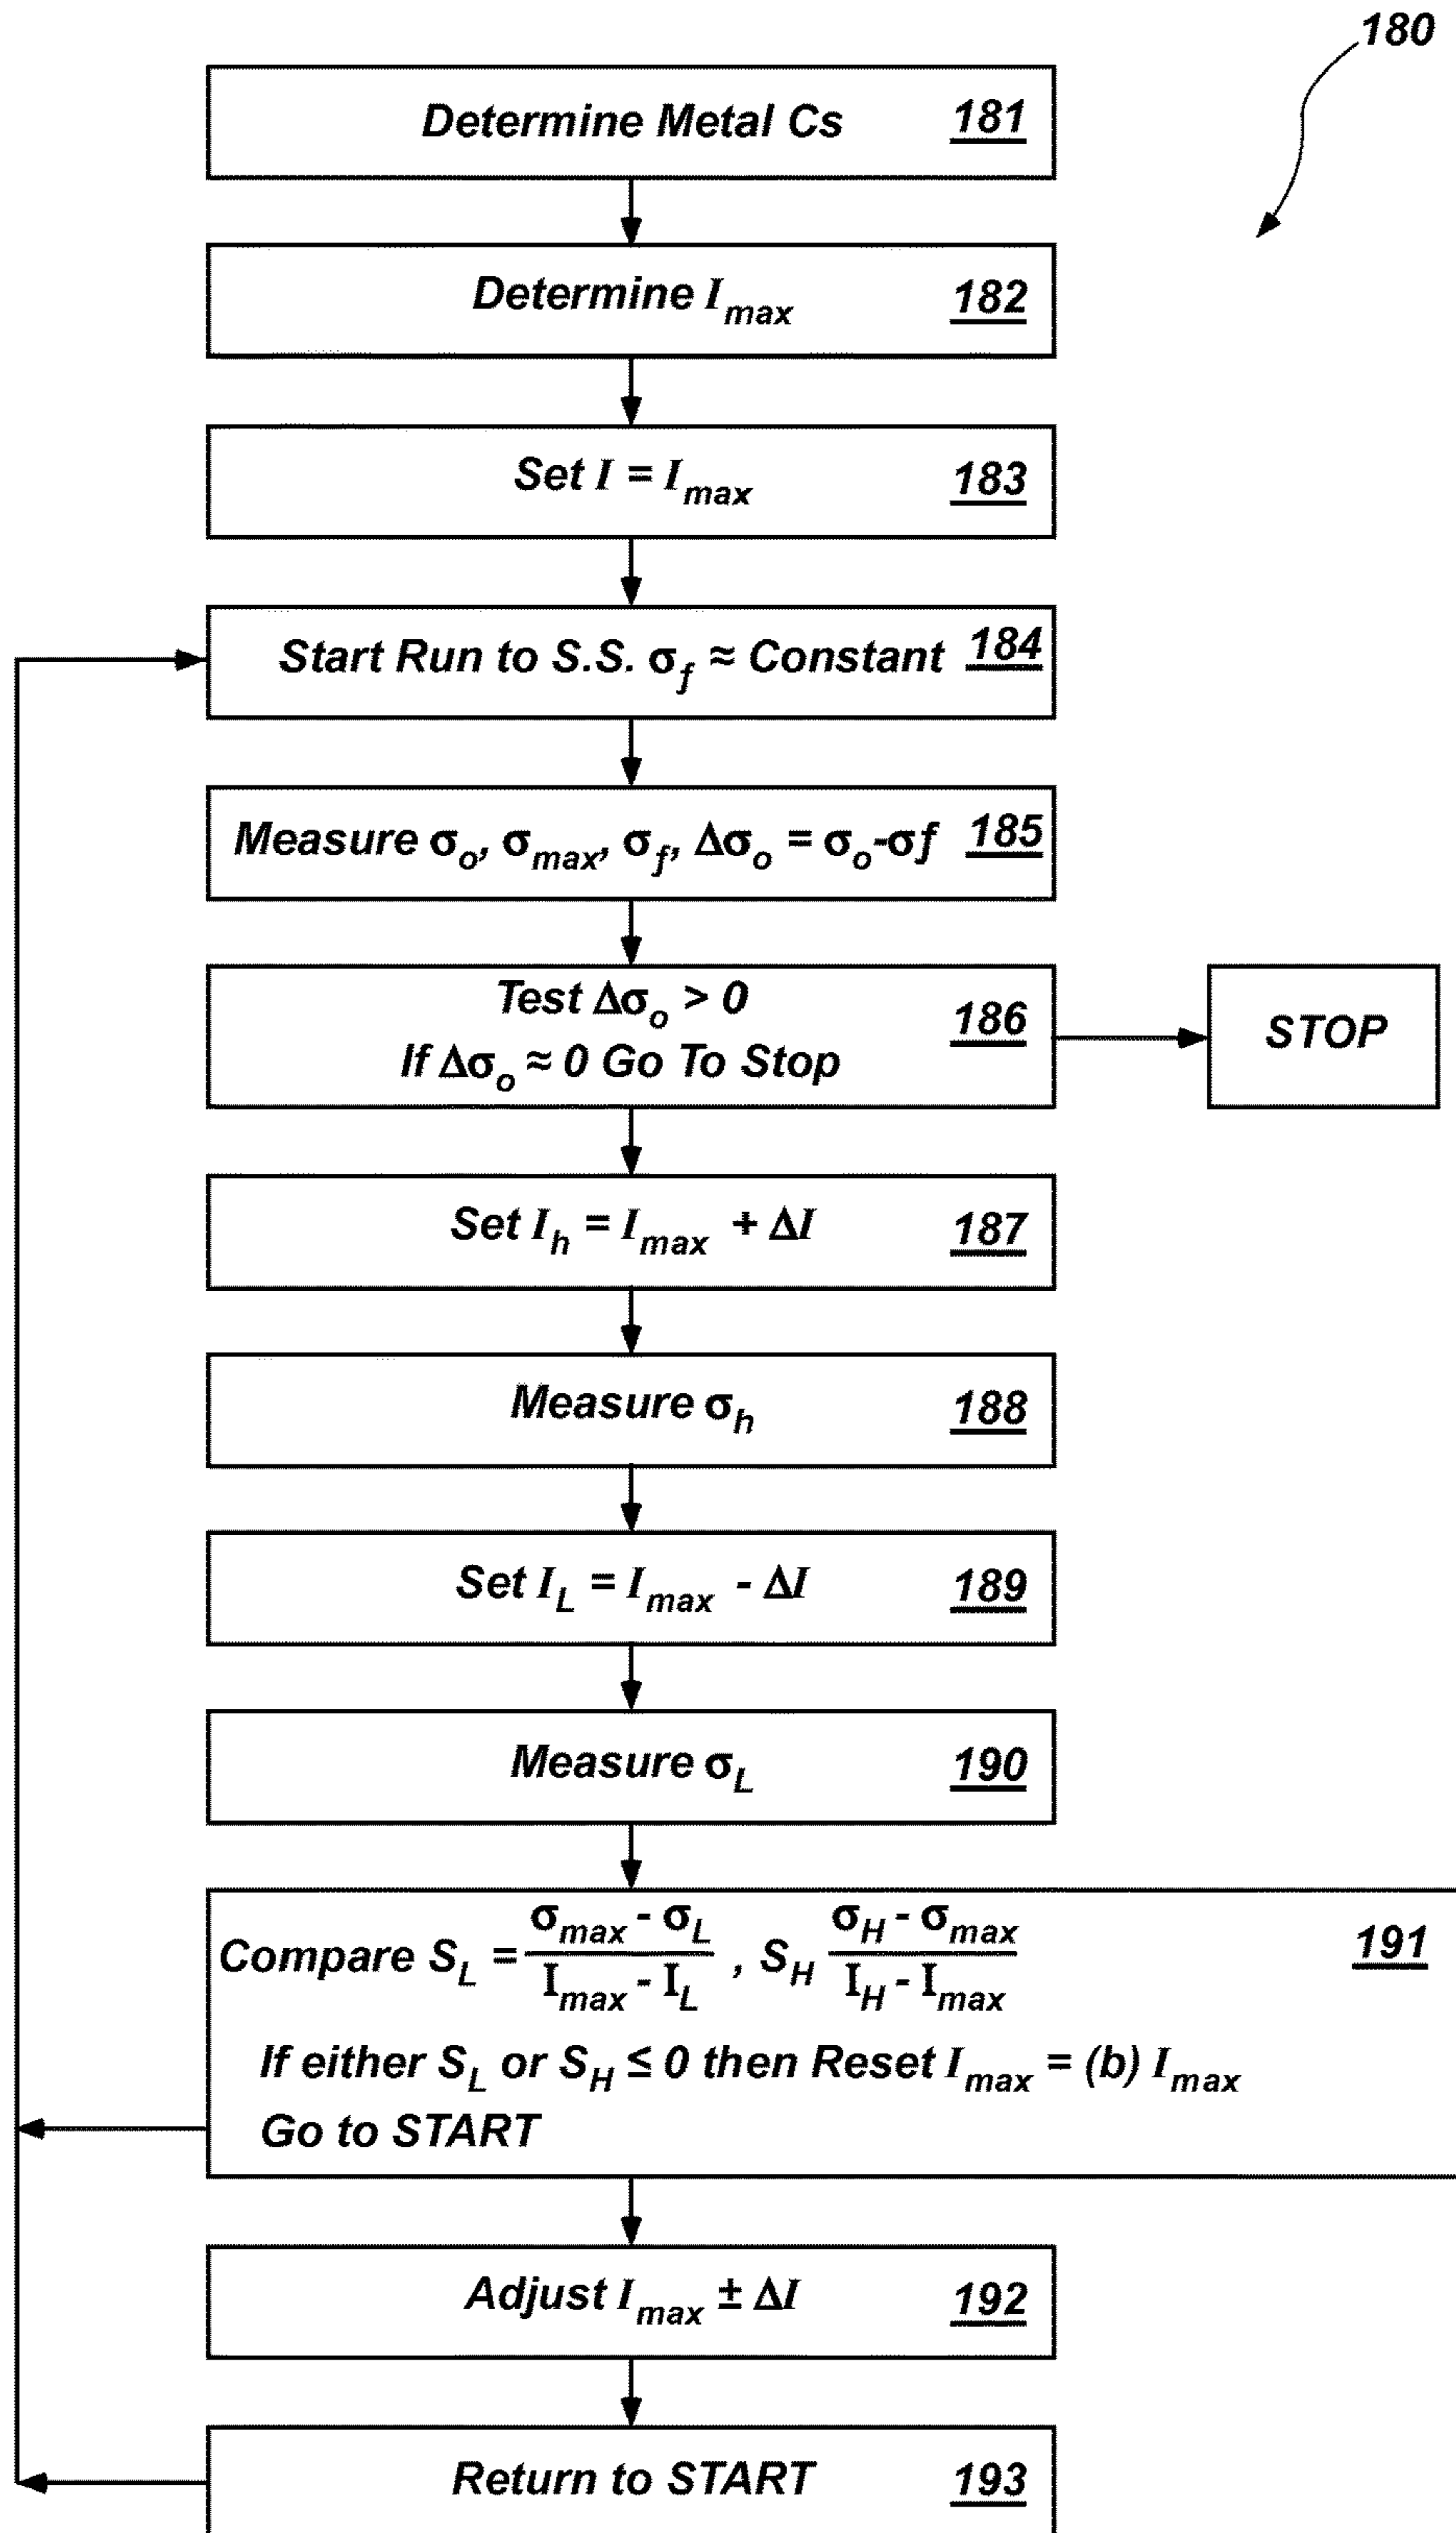 180
Determine Metal Cs 181
Determine Imax 182
Set I = Imax 183
Start Run to S.S. σf ≈ Constant 184
Measure σo, σmax, σf, Δσo = σo-σf 185
Test Δσo > 0
If Δσo ≈ 0 Go To Stop
186
STOP
Set Ih = Imax + ΔI 187
Measure σh 188
Set IL = Imax - ΔI 189
Measure σL 190
Compare SL = (σmax - σL)/(Imax - IL), SH (σH - σmax)/(IH - Imax) 191
If either SL or SH ≤ 0 then Reset Imax = (b) Imax
Go to START
Adjust Imax ± ΔI 192
Return to START 193